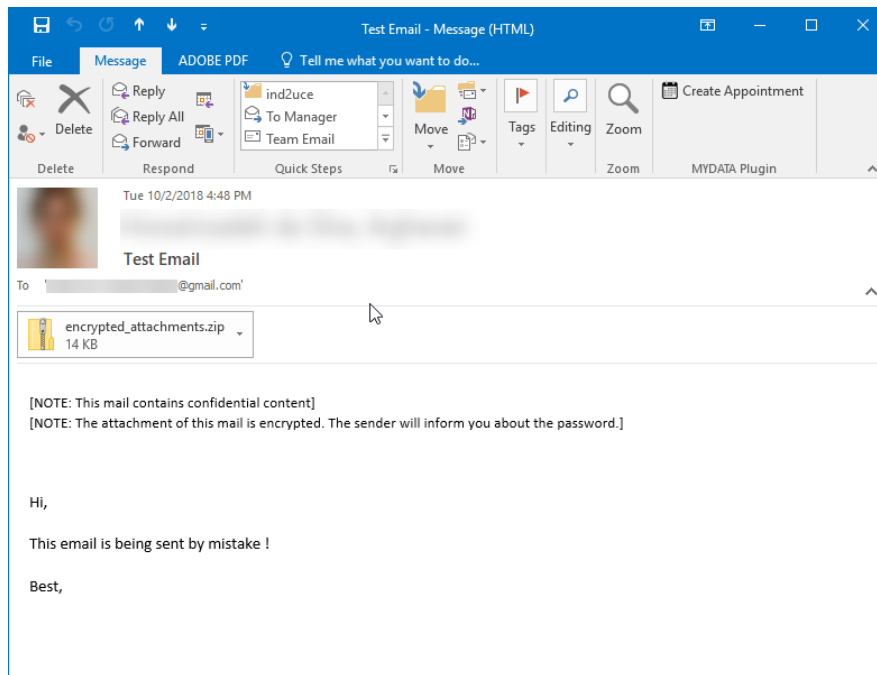 Test Email - Message (HTML)
File Message ADOBE PDF Tell me what you want to do...
Delete
Reply
Reply All
Forward
ind2uce
To Manager
Team Email
Move
Tags
Editing
Zoom
Create Appointment
Delete Respond Quick Steps Move Zoom MYDATA Plugin
Tue 10/2/2018 4:48 PM
Test Email
To ' @gmail.com'
encrypted_attachments.zip
14 KB
[NOTE: This mail contains confidential content]
[NOTE: The attachment of this mail is encrypted. The sender will inform you about the password.]
Hi,
This email is being sent by mistake !
Best,